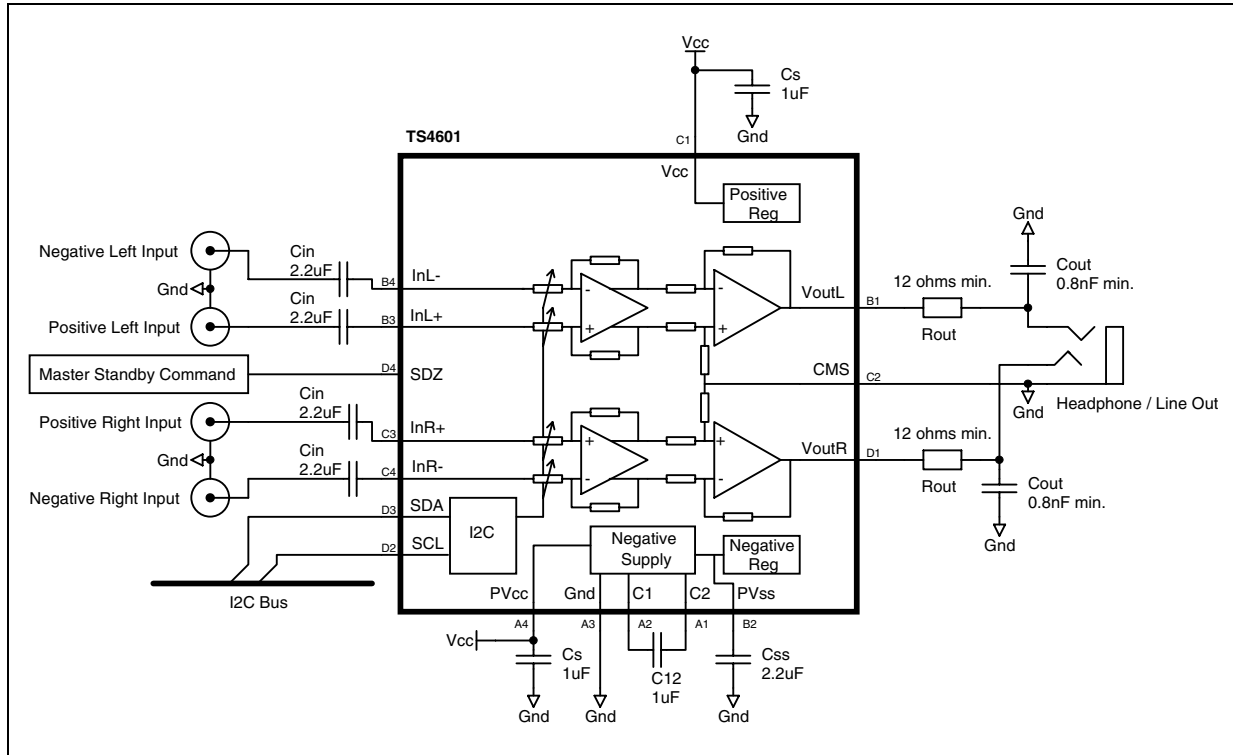 Vcc
Cs
1uF
Gnd
TS4601
C1
Vcc
Positive
Reg
Negative Left Input
Cin
2.2uF
B4
InL-
-
Gnd
Cin
2.2uF
Positive Left Input
B3
InL+
+
-
+
VoutL
B1
12 ohms min.
Rout
Gnd
Cout
0.8nF min.
Master Standby Command
D4
SDZ
CMS
C2
Gnd
Headphone / Line Out
Positive Right Input
Cin
2.2uF
C3
InR+
+
Gnd
Cin
2.2uF
Negative Right Input
C4
InR-
-
+
-
VoutR
D1
12 ohms min.
Rout
Cout
0.8nF min.
Gnd
D3
SDA
I2C
D2
SCL
I2C Bus
Negative
Supply
Negative
Reg
PVcc
Gnd
C1
C2
PVss
A4
A3
A2
A1
B2
Vcc
Cs
1uF
Gnd
Gnd
C12
1uF
Css
2.2uF
Gnd